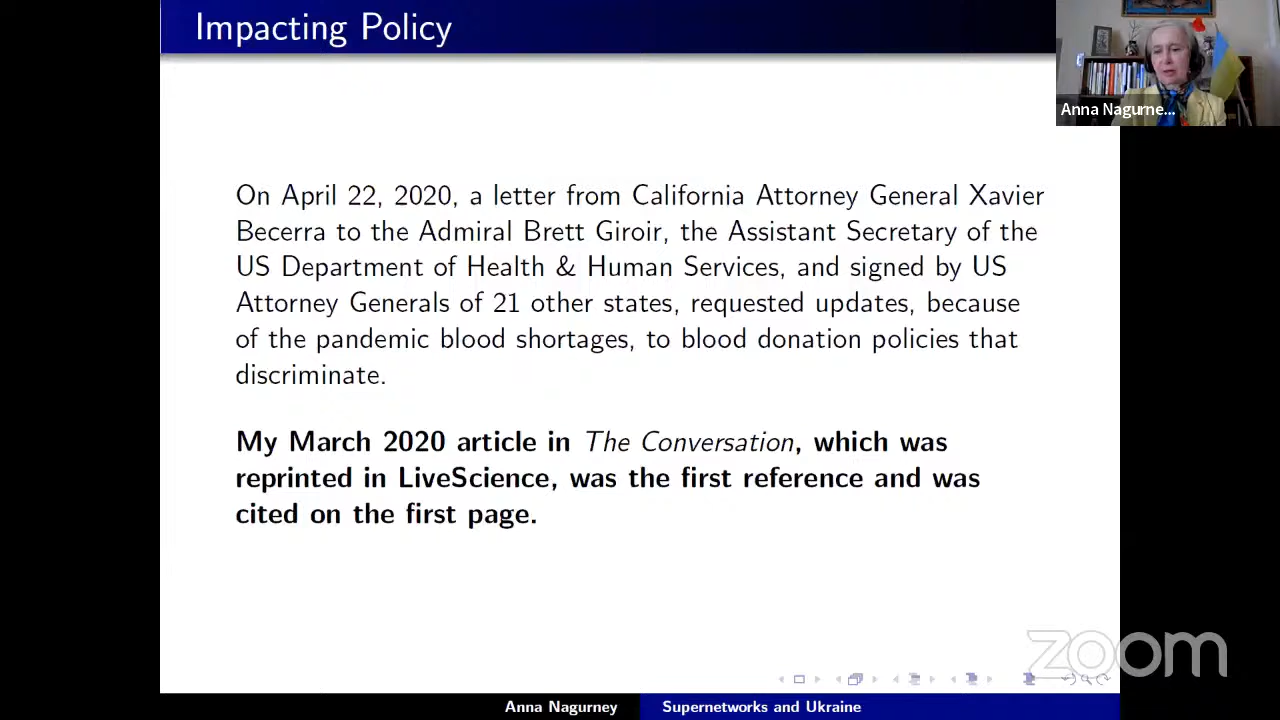 Impacting Policy
Anna Nagurne...
On April 22, 2020, a letter from California Attorney General Xavier
Becerra to the Admiral Brett Giroir, the Assistant Secretary of the
US Department of Health & Human Services, and signed by US
Attorney Generals of 21 other states, requested updates, because
of the pandemic blood shortages, to blood donation policies that
discriminate.
My March 2020 article in The Conversation, which was
reprinted in LiveScience, was the first reference and was
cited on the first page.
zoom
Anna Nagurney
Supernetworks and Ukraine